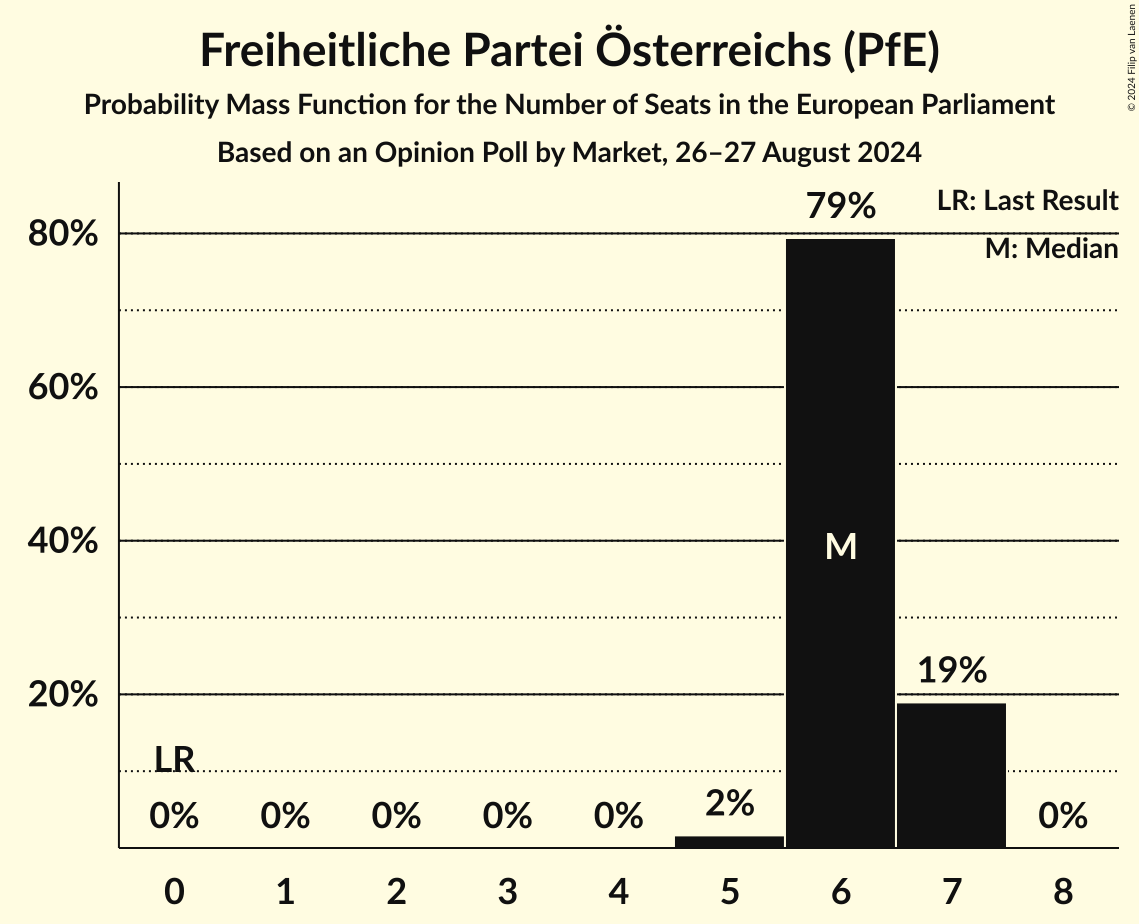 Freiheitliche Partei Österreichs (PfE)
Probability Mass Function for the Number of Seats in the European Parliament
Based on an Opinion Poll by Market, 26–27 August 2024
© 2024 Filip van Laenen
LR: Last Result
M: Median
80%
60%
40%
20%
79%
M
19%
LR
0%
0%
0%
0%
0%
2%
0%
0
1
2
3
4
5
6
7
8